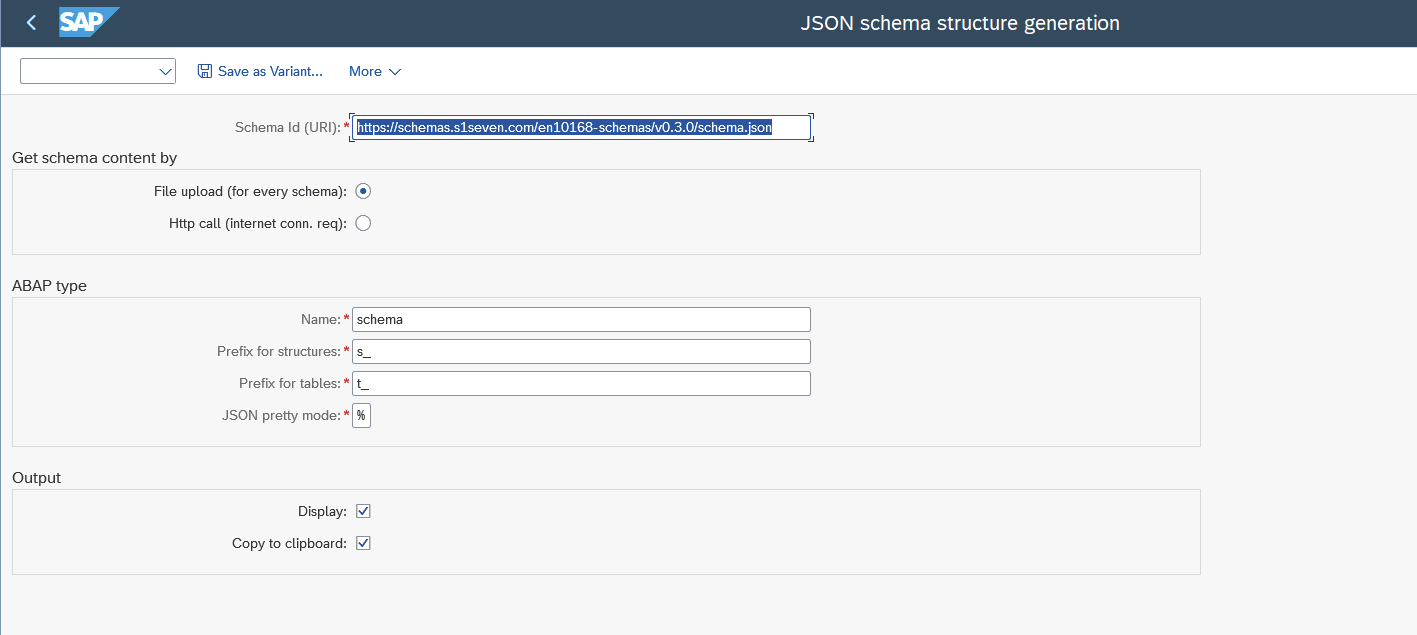 SAP
JSON schema structure generation
Save as Variant...
More
Schema Id (URI):* https://schemas.s1seven.com/en10168-schemas/v0.3.0/schema.json
Get schema content by
File upload (for every schema):
Http call (internet conn. req):
ABAP type
Name:* schema
Prefix for structures:* s_
Prefix for tables:* t_
JSON pretty mode:* %
Output
Display:
Copy to clipboard: